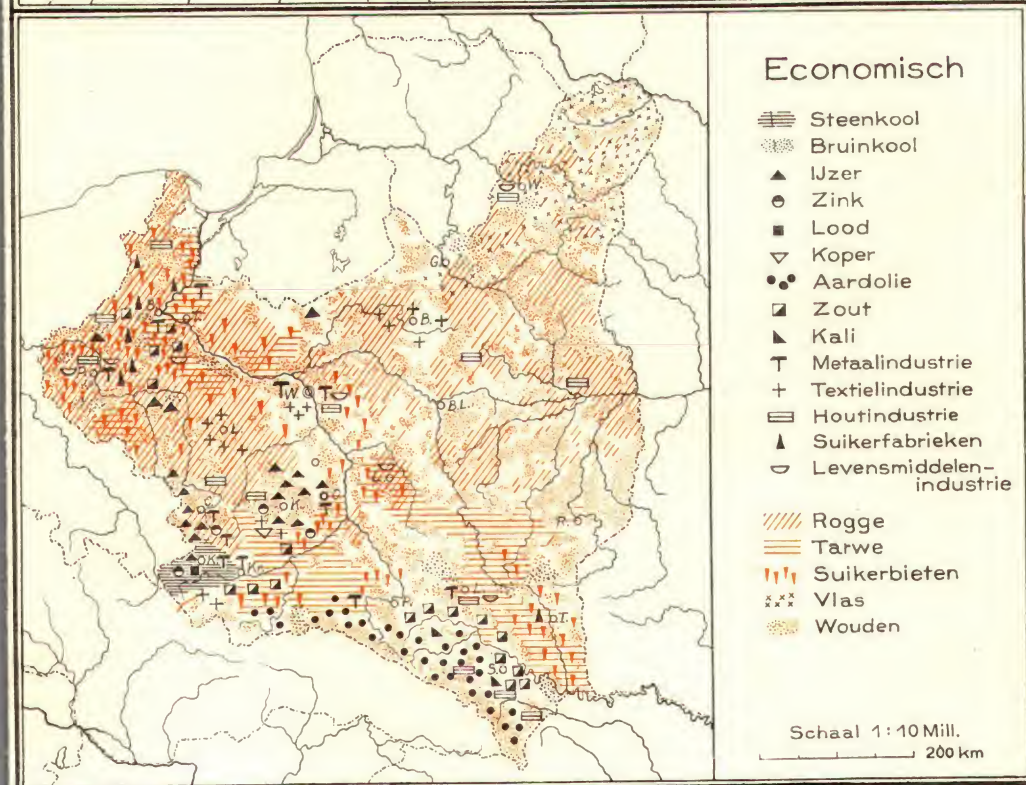 Economisch
Steenkool
Bruinkool
IJzer
Zink
Lood
Koper
Aardolie
Zout
Kali
Metaalindustrie
Textielindustrie
Houtindustrie
Suikerfabrieken
Levensmiddelen-
industrie
Rogge
Tarwe
Suikerbieten
Vlas
Wouden
Schaal 1:10 Mill.
200 km
W.
G.
B.
B.
W.
B.L.
L.
K.
R.
K.
K.
P.
L.
T.
S.